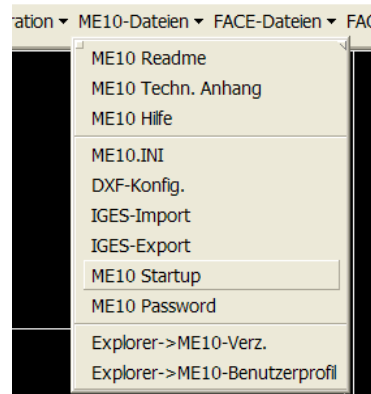 ration ▾ ME10-Dateien ▾ FACE-Dateien ▾ FAC
ME10 Readme
ME10 Techn. Anhang
ME10 Hilfe
ME10.INI
DXF-Konfig.
IGES-Import
IGES-Export
ME10 Startup
ME10 Password
Explorer->ME10-Verz.
Explorer->ME10-Benutzerprofil